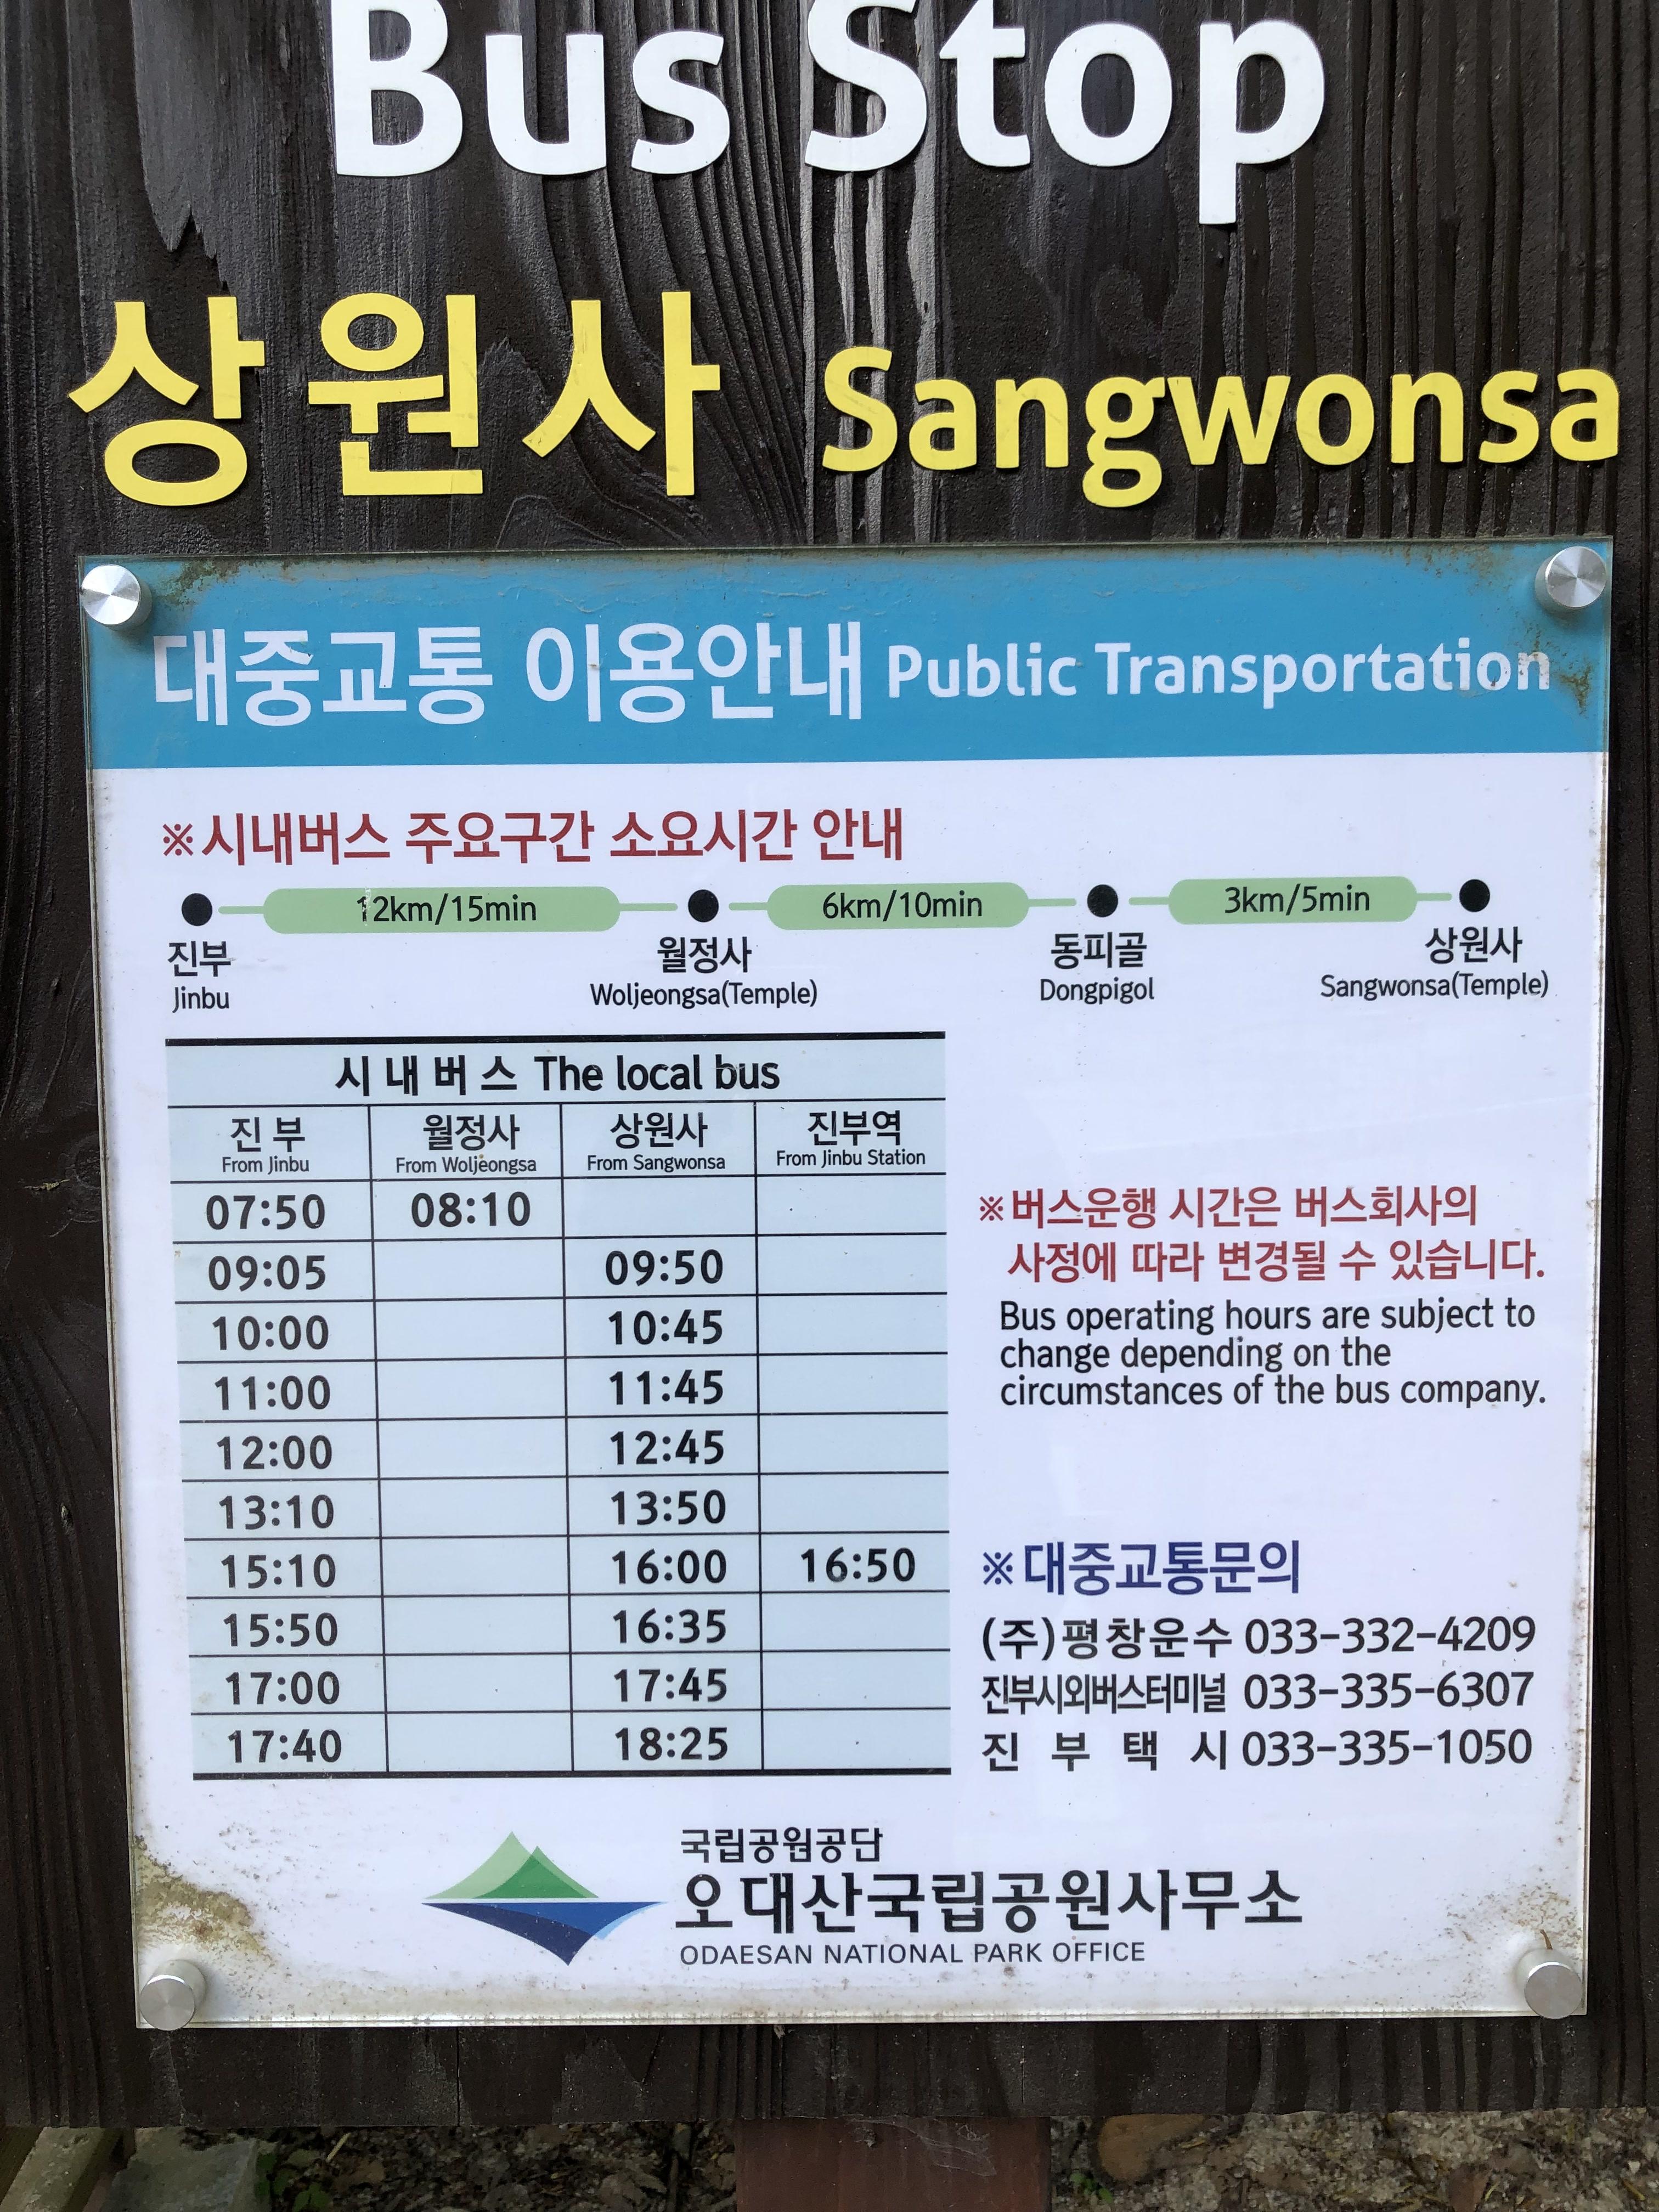 Bus Stop
상원사 Sangwonsa
대중교통 이용안내 Public Transportation
※시내버스 주요구간 소요시간 안내
12km/15min 6km/10min 3km/5min
진부 월정사 동피골 상원사
Jinbu Woljeongsa(Temple) Dongpigol Sangwonsa(Temple)
시내버스 The local bus
진부 월정사 상원사 진부역
From Jinbu From Woljeongsa From Sangwonsa From Jinbu Station
07:50 08:10
09:05 09:50
10:00 10:45
11:00 11:45
12:00 12:45
13:10 13:50
15:10 16:00 16:50
15:50 16:35
17:00 17:45
17:40 18:25
※버스운행 시간은 버스회사의
사정에 따라 변경될 수 있습니다.
Bus operating hours are subject to
change depending on the
circumstances of the bus company.
※대중교통문의
(주)평창운수 033-332-4209
진부시외버스터미널 033-335-6307
진부택시 033-335-1050
국립공원공단
오대산국립공원사무소
ODAESAN NATIONAL PARK OFFICE